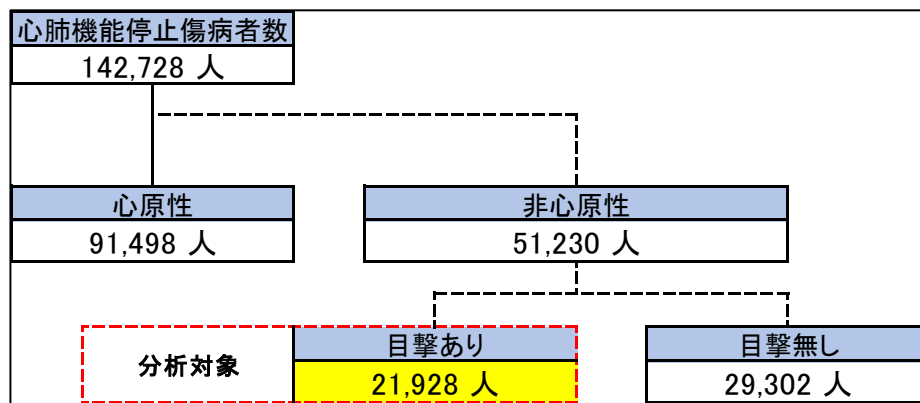 心肺機能停止傷病者数
142,728 人
心原性
91,498 人
非心原性
51,230 人
分析対象
目撃あり
21,928 人
目撃無し
29,302 人